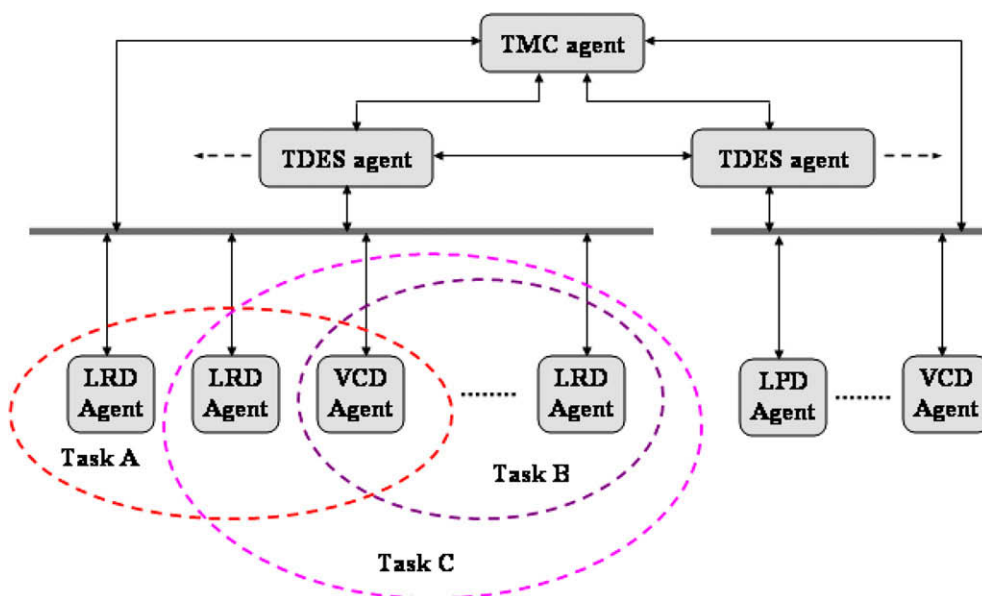 TMC agent
TDES agent
TDES agent
LRD
Agent
LRD
Agent
VCD
Agent
LRD
Agent
LPD
Agent
VCD
Agent
Task A
Task B
Task C